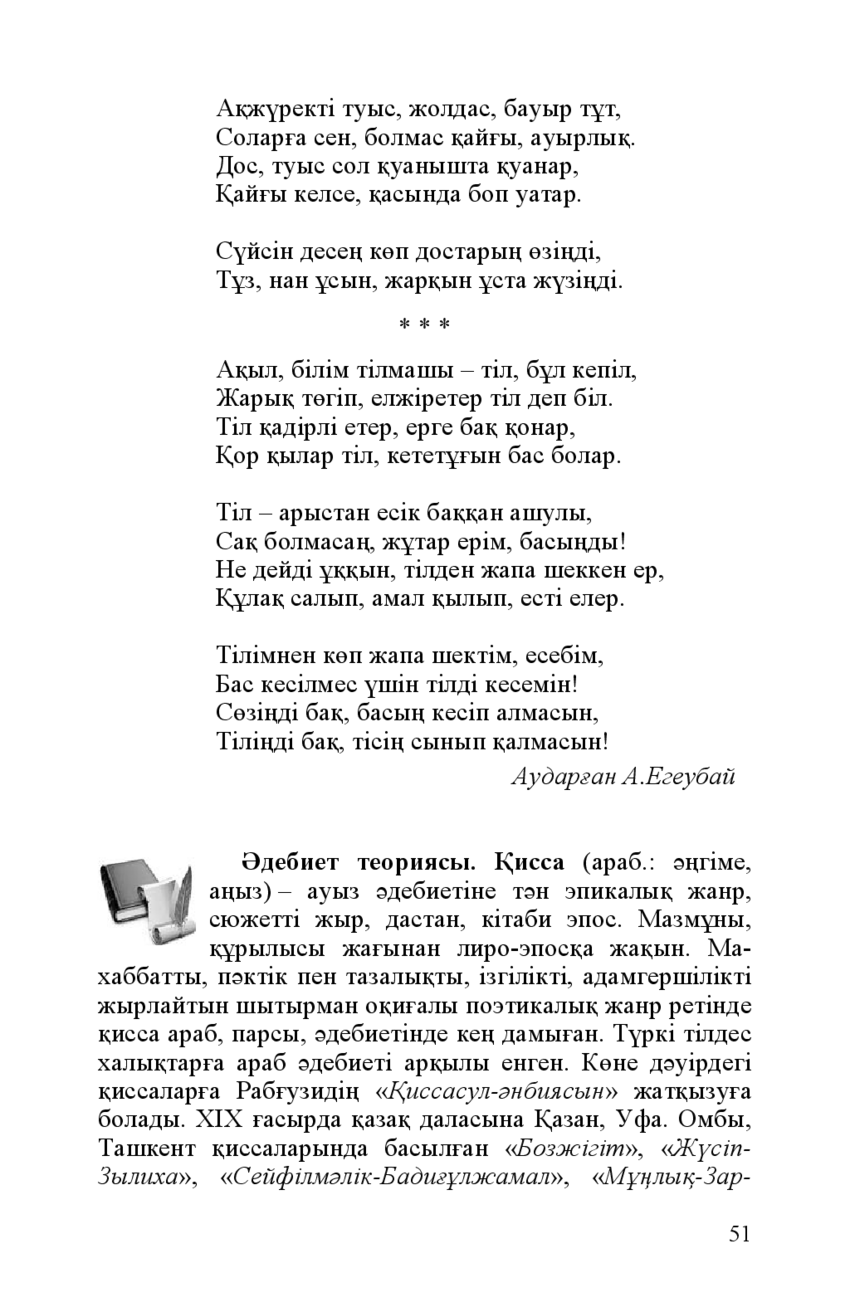 Ақжүректі туыс, жолдас, бауыр тұт,
Соларға сен, болмас қайғы, ауырлық.
Дос, туыс сол қуанышта қуанар,
Қайғы келсе, қасында боп уатар.
Сүйсін десең көп достарың өзіңді,
Тұз, нан ұсын, жарқын ұста жүзіңді.
* * *
Ақыл, білім тілмашы – тіл, бұл кепіл,
Жарық төгіп, елжіретер тіл деп біл.
Тіл қадірлі етер, ерге бақ қонар,
Қор қылар тіл, кететұғын бас болар.
Тіл – арыстан есік баққан ашулы,
Сақ болмасаң, жұтар ерім, басыңды!
Не дейді ұққын, тілден жапа шеккен ер,
Құлақ салып, амал қылып, есті елер.
Тілімнен көп жапа шектім, есебім,
Бас кесілмес үшін тілді кесемін!
Сөзіңді бақ, басың кесіп алмасын,
Тіліңді бақ, тісің сынып қалмасын!
Аударған А.Егеубай
Әдебиет теориясы. Қисса (араб.: әңгіме,
аңыз) – ауыз әдебиетіне тән эпикалық жанр,
сюжетті жыр, дастан, кітаби эпос. Мазмұны,
құрылысы жағынан лиро-эпосқа жақын. Ма-
хаббатты, пәктік пен тазалықты, ізгілікті, адамгершілікті
жырлайтын шытырман оқиғалы поэтикалық жанр ретінде
қисса араб, парсы, әдебиетінде кең дамыған. Түркі тілдес
халықтарға араб әдебиеті арқылы енген. Көне дәуірдегі
қиссаларға Рабғузидің «Қиссасул-әнбиясын» жатқызуға
болады. XIX ғасырда қазақ даласына Қазан, Уфа. Омбы,
Ташкент қиссаларында басылған «Бозжігіт», «Жүсіп-
Зылиха», «Сейфілмәлік-Бадиғұлжамал», «Мұңлық-Зар-
51